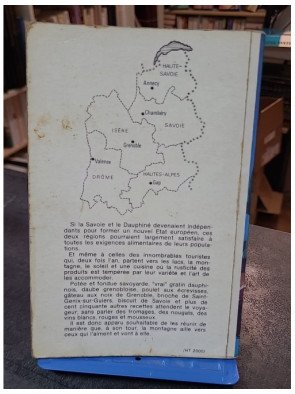 HAUTE-
SAVOIE
Annecy
Chambéry
SAVOIE
ISÈRE
Grenoble
Valence
DRÔME
HAUTES-ALPES
Gap
Si la Savoie et le Dauphiné devenaient indépen-
dants pour former un nouvel Etat européen, ces
deux régions pourraient largement satisfaire à
toutes les exigences alimentaires de leurs popula-
tions.
Et même à celles des innombrables touristes
qui, deux fois l'an, partent vers les lacs, la mon-
tagne, le soleil et une cuisine où la rusticité des
produits est tempérée par leur variété et l'art de
les accommoder.
Potée et fondue savoyarde, "vrai" gratin dauphi-
nois, daube grenobloise, poulet aux écrevisses,
gâteau aux noix de Grenoble, brioche de Saint-
Genix-sur-Guiers, biscuit de Savoie et plus de
cent cinquante autres recettes attendent le voya-
geur, sans parler des fromages, des nougats, des
vins blancs, rouges et mousseux.
Il est donc apparu souhaitable de les réunir de
manière que, à son tour, la montagne aille vers
ceux qui l'aiment et vont à elle.
(HT 2600)